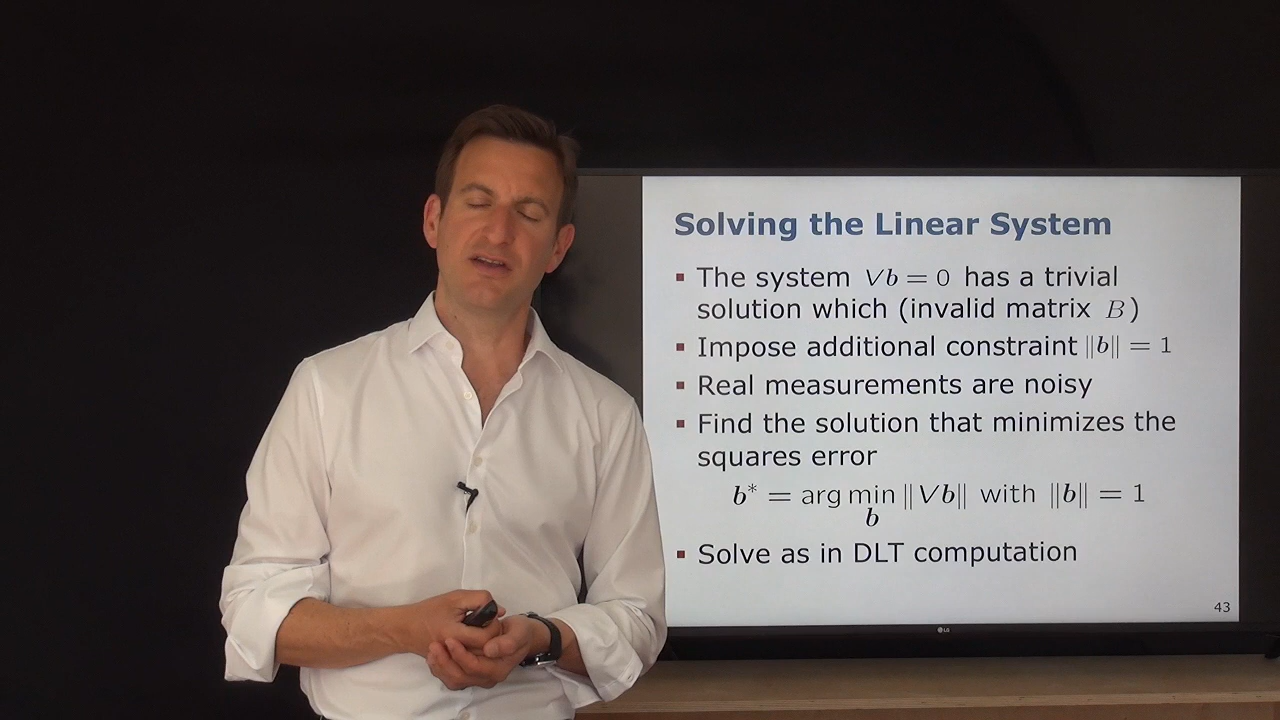 Solving the Linear System
▪ The system Vb = 0 has a trivial
solution which (invalid matrix B)
▪ Impose additional constraint ‖b‖ = 1
▪ Real measurements are noisy
▪ Find the solution that minimizes the
squares error
b* = arg min ‖Vb‖ with ‖b‖ = 1
b
▪ Solve as in DLT computation
43
LG